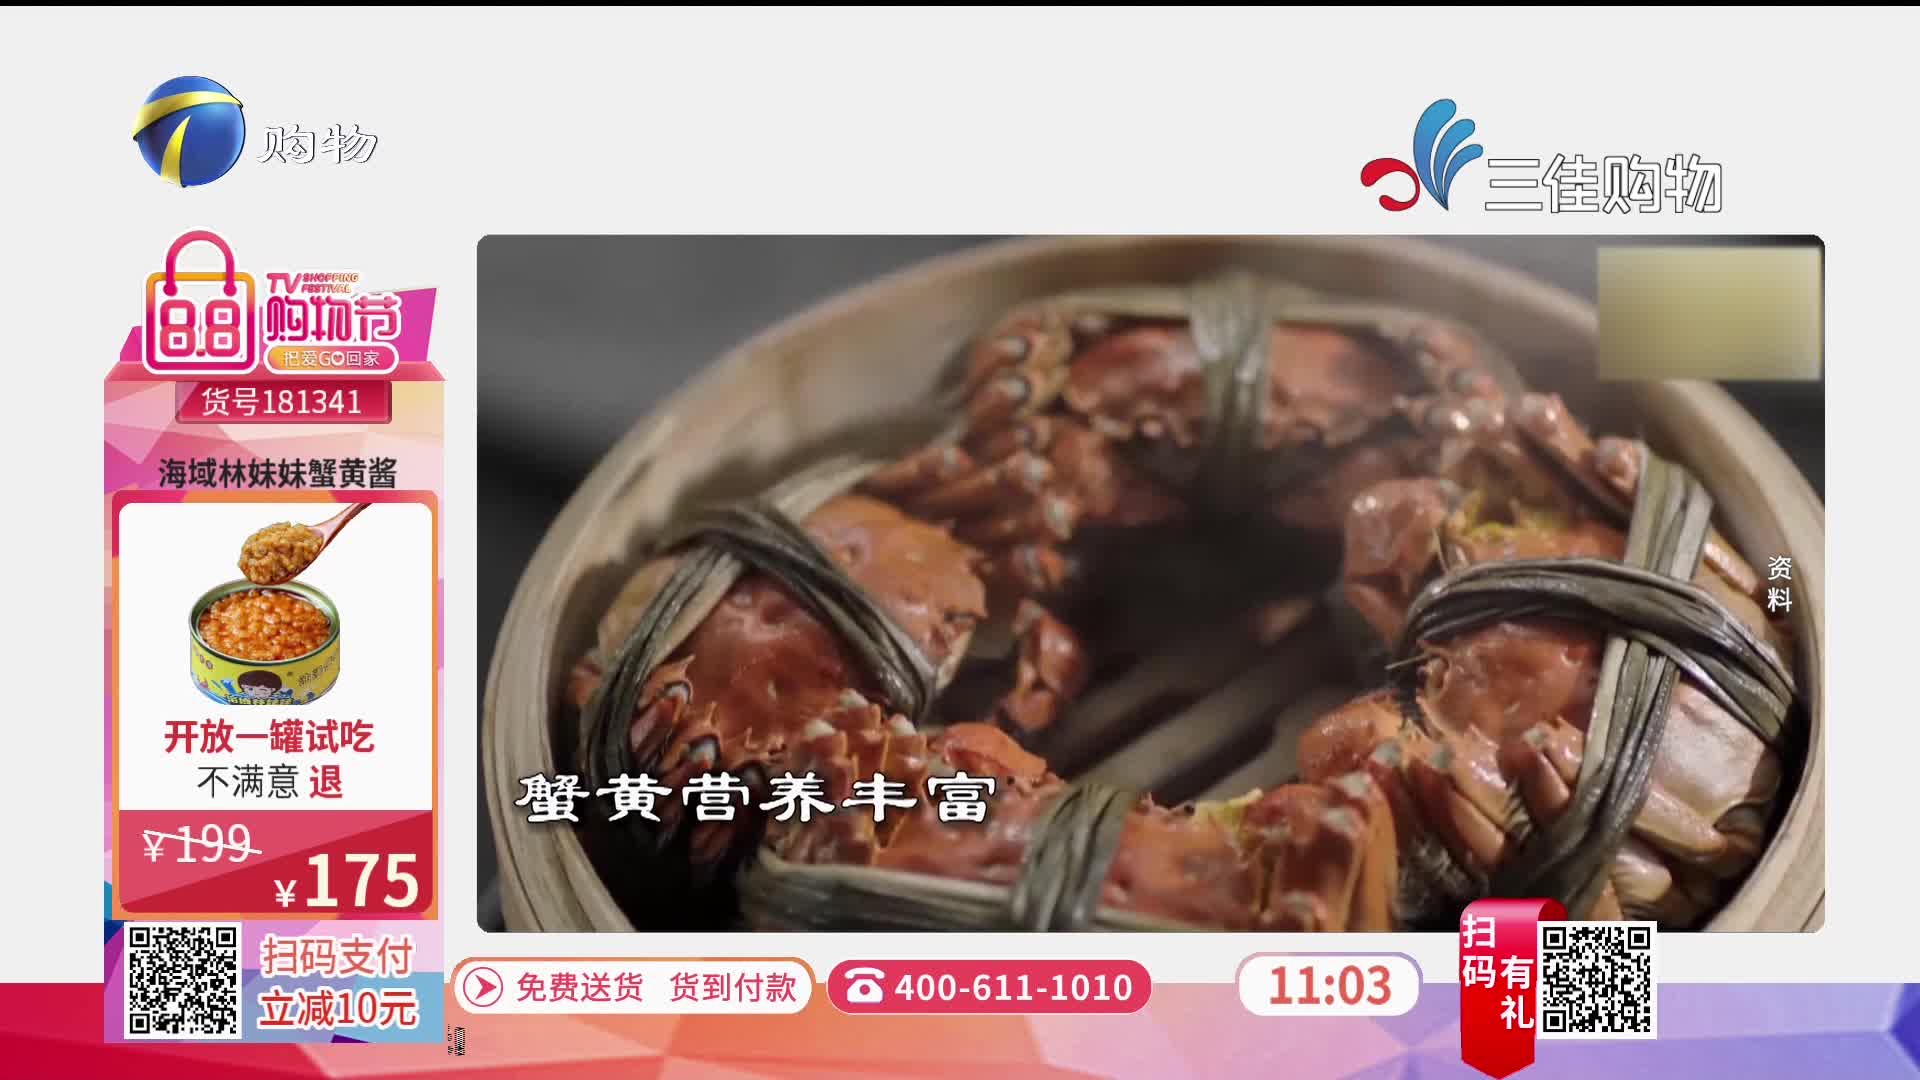 购物
三佳购物
TV SHOPPING FESTIVAL
8.8 购物节
把爱GO回家
货号181341
海域林妹妹蟹黄酱
开放一罐试吃
不满意 退
¥199
¥175
扫码支付
立减10元
蟹黄营养丰富
资料
免费送货 货到付款
400-611-1010
11:03
扫码有礼